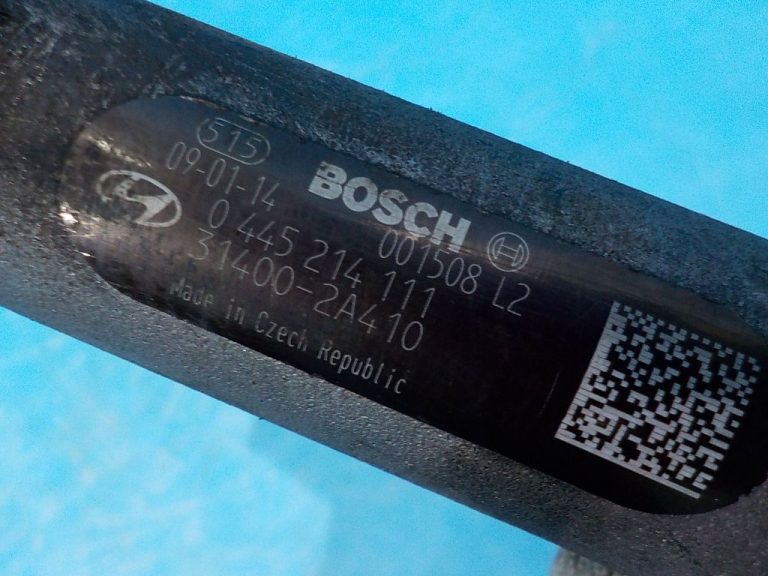 515
BOSCH
09-01-14 001508 L2
0 445 214 111
31400-2A410
Made in Czech Republic